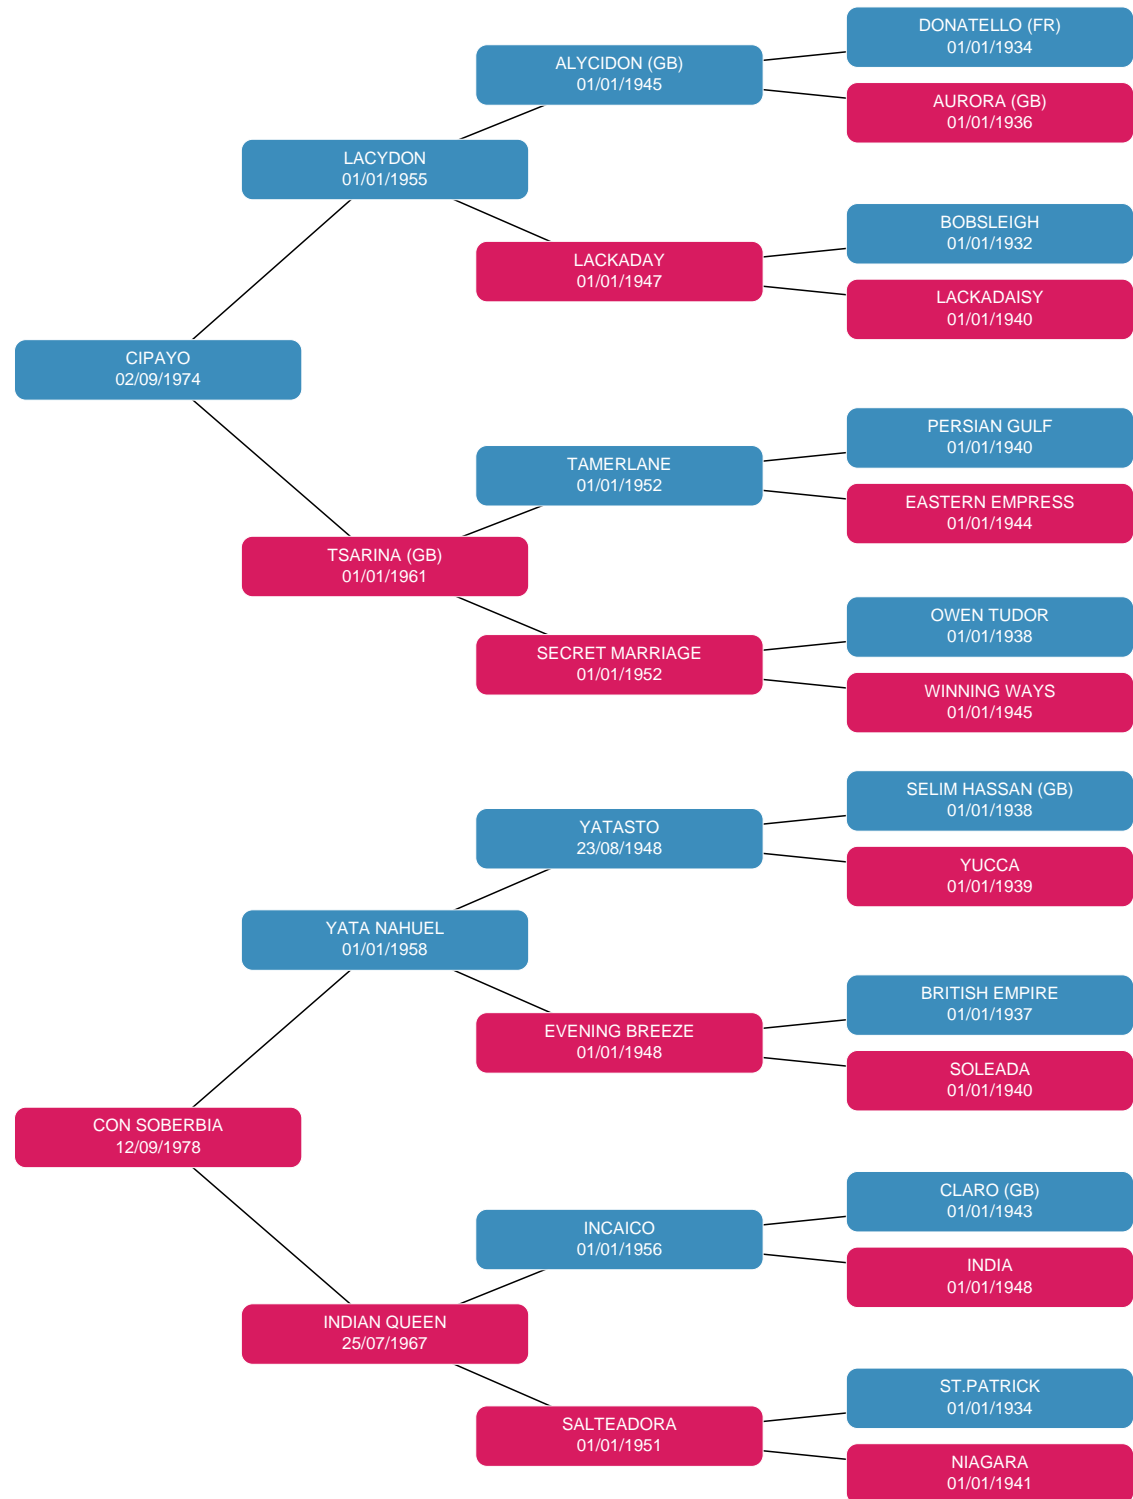 DONATELLO (FR)
01/01/1934
ALYCIDON (GB)
01/01/1945
AURORA (GB)
01/01/1936
LACYDON
01/01/1955
BOBSLEIGH
01/01/1932
LACKADAY
01/01/1947
LACKADAISY
01/01/1940
CIPAYO
02/09/1974
PERSIAN GULF
01/01/1940
TAMERLANE
01/01/1952
EASTERN EMPRESS
01/01/1944
TSARINA (GB)
01/01/1961
OWEN TUDOR
01/01/1938
SECRET MARRIAGE
01/01/1952
WINNING WAYS
01/01/1945
SELIM HASSAN (GB)
01/01/1938
YATASTO
23/08/1948
YUCCA
01/01/1939
YATA NAHUEL
01/01/1958
BRITISH EMPIRE
01/01/1937
EVENING BREEZE
01/01/1948
SOLEADA
01/01/1940
CON SOBERBIA
12/09/1978
CLARO (GB)
01/01/1943
INCAICO
01/01/1956
INDIA
01/01/1948
INDIAN QUEEN
25/07/1967
ST.PATRICK
01/01/1934
SALTEADORA
01/01/1951
NIAGARA
01/01/1941